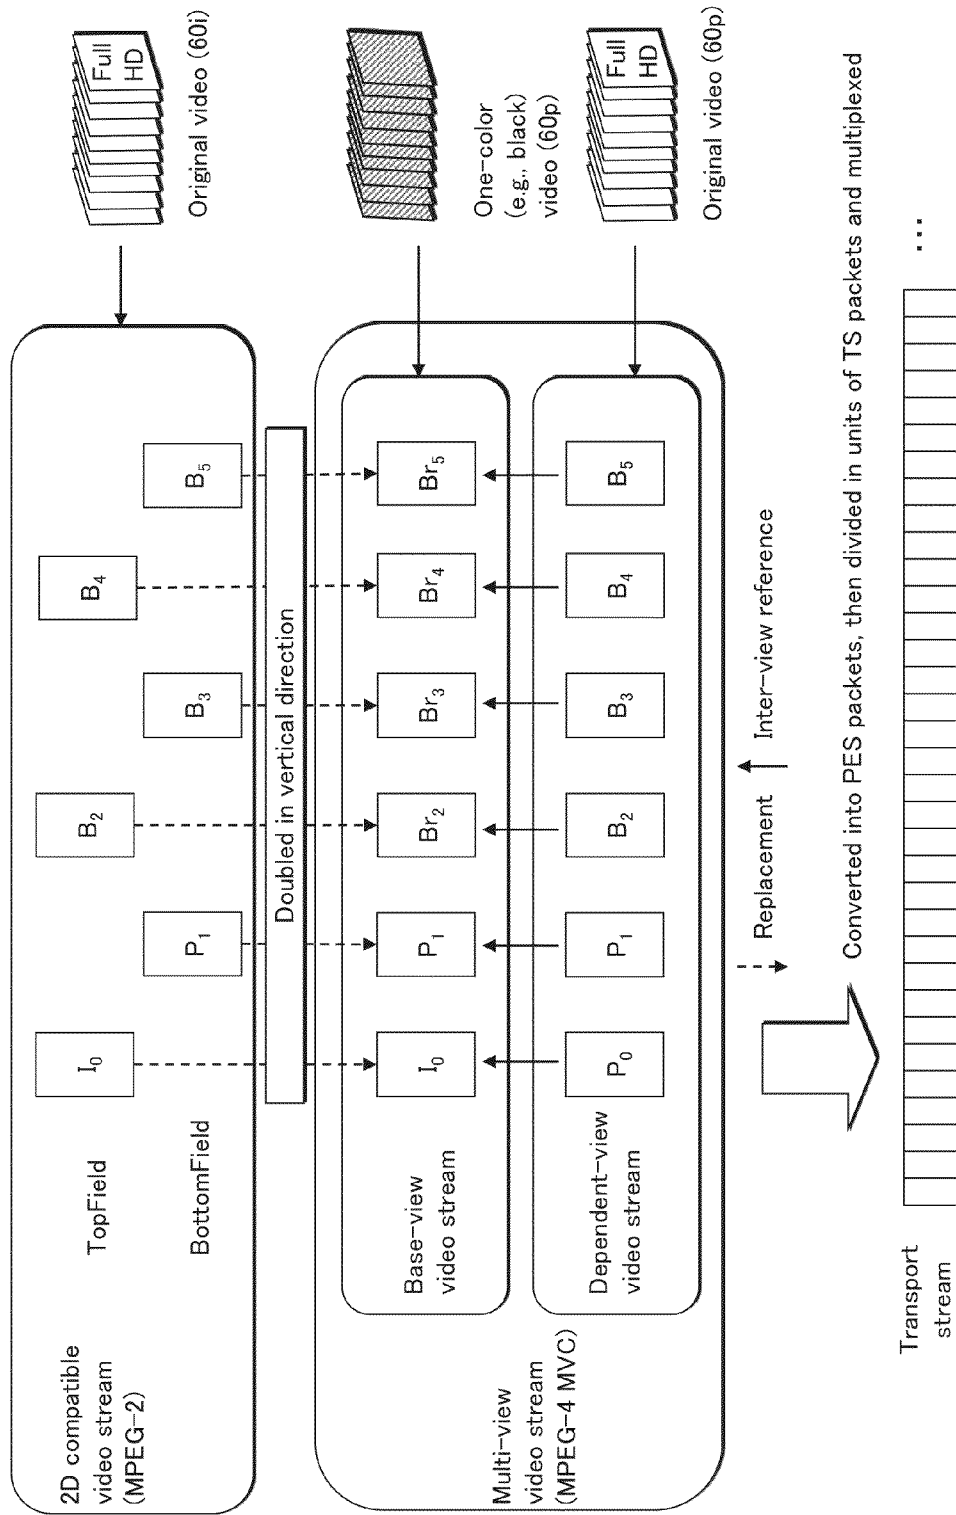 2D compatible
video stream
(MPEG-2)
TopField
BottomField
I0
P1
B2
B3
B4
B5
Full
HD
Original video (60i)
Doubled in vertical direction
Multi-view
video stream
(MPEG-4 MVC)
Base-view
video stream
I0
P1
Br2
Br3
Br4
Br5
One-color
(e.g., black)
video (60p)
Dependent-view
video stream
P0
P1
B2
B3
B4
B5
Full
HD
Original video (60p)
Replacement
Inter-view reference
Converted into PES packets, then divided in units of TS packets and multiplexed
Transport
stream
...